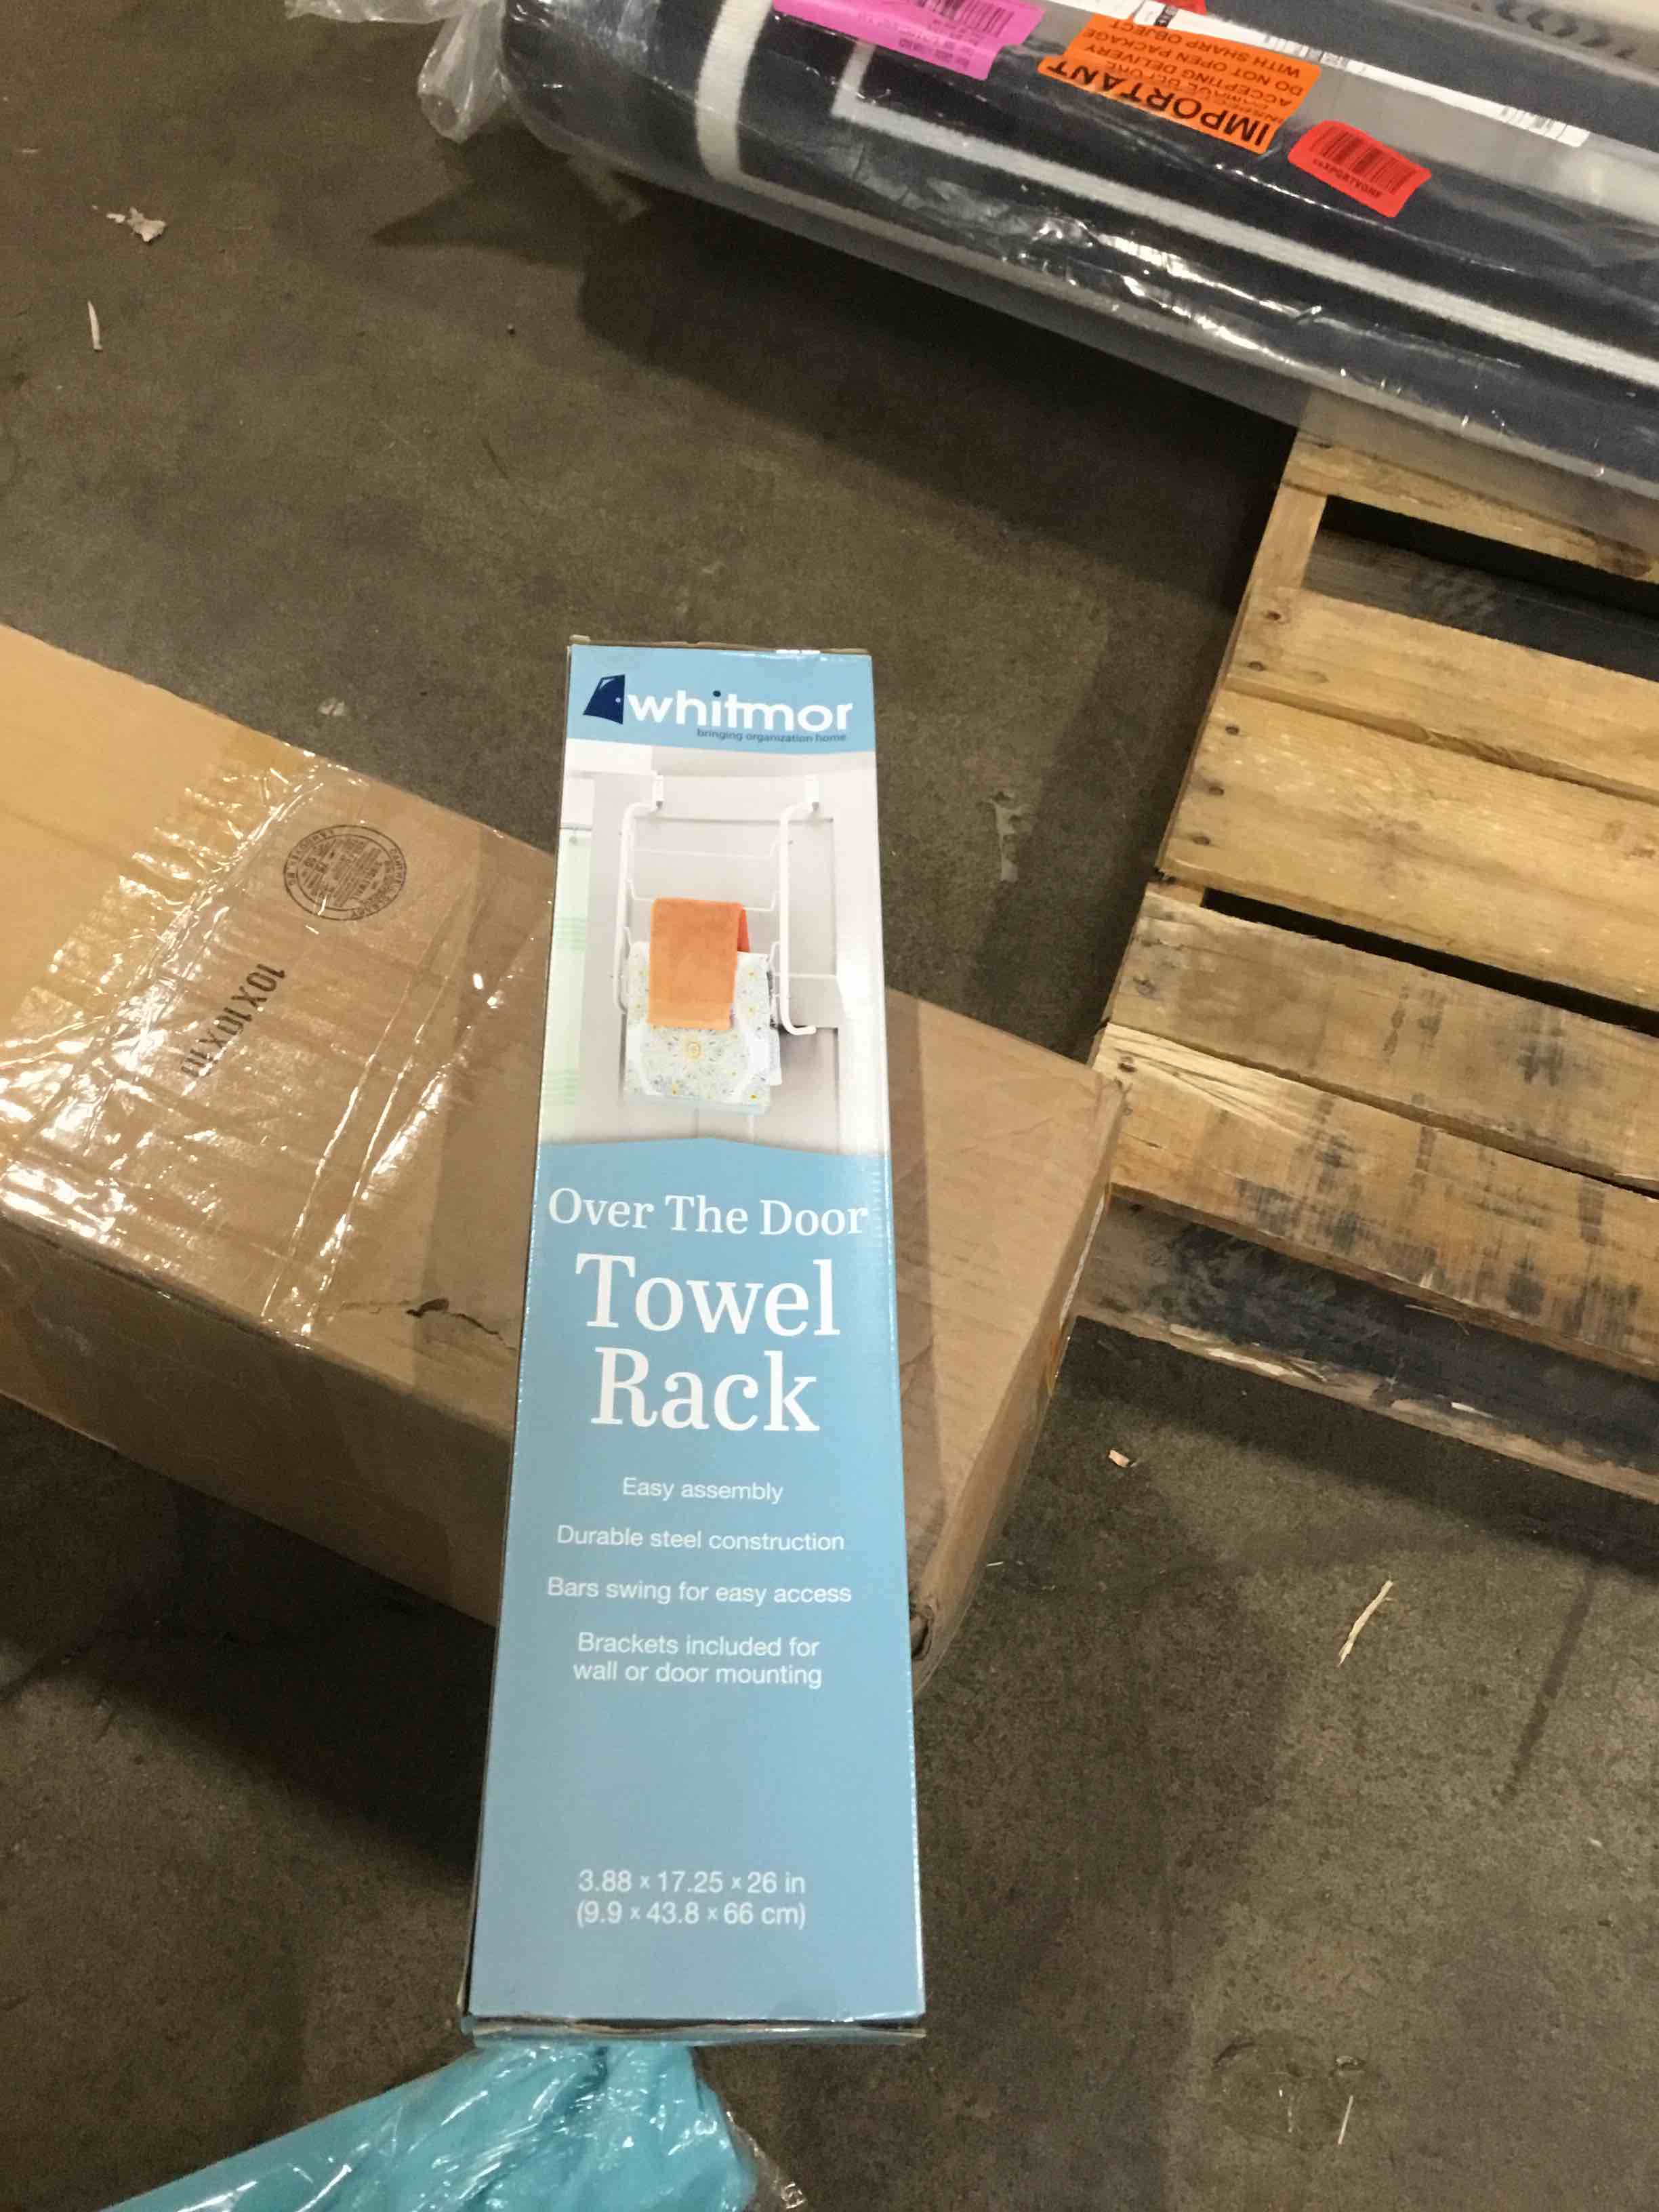 IMPORTANT
DO NOT OPEN PACKAGE
WITH SHARP OBJECT
whitmor
bringing organization home
10X10X10
Over The Door
Towel
Rack
Easy assembly
Durable steel construction
Bars swing for easy access
Brackets included for
wall or door mounting
3.88 x 17.25 x 26 in
(9.9 x 43.8 x 66 cm)